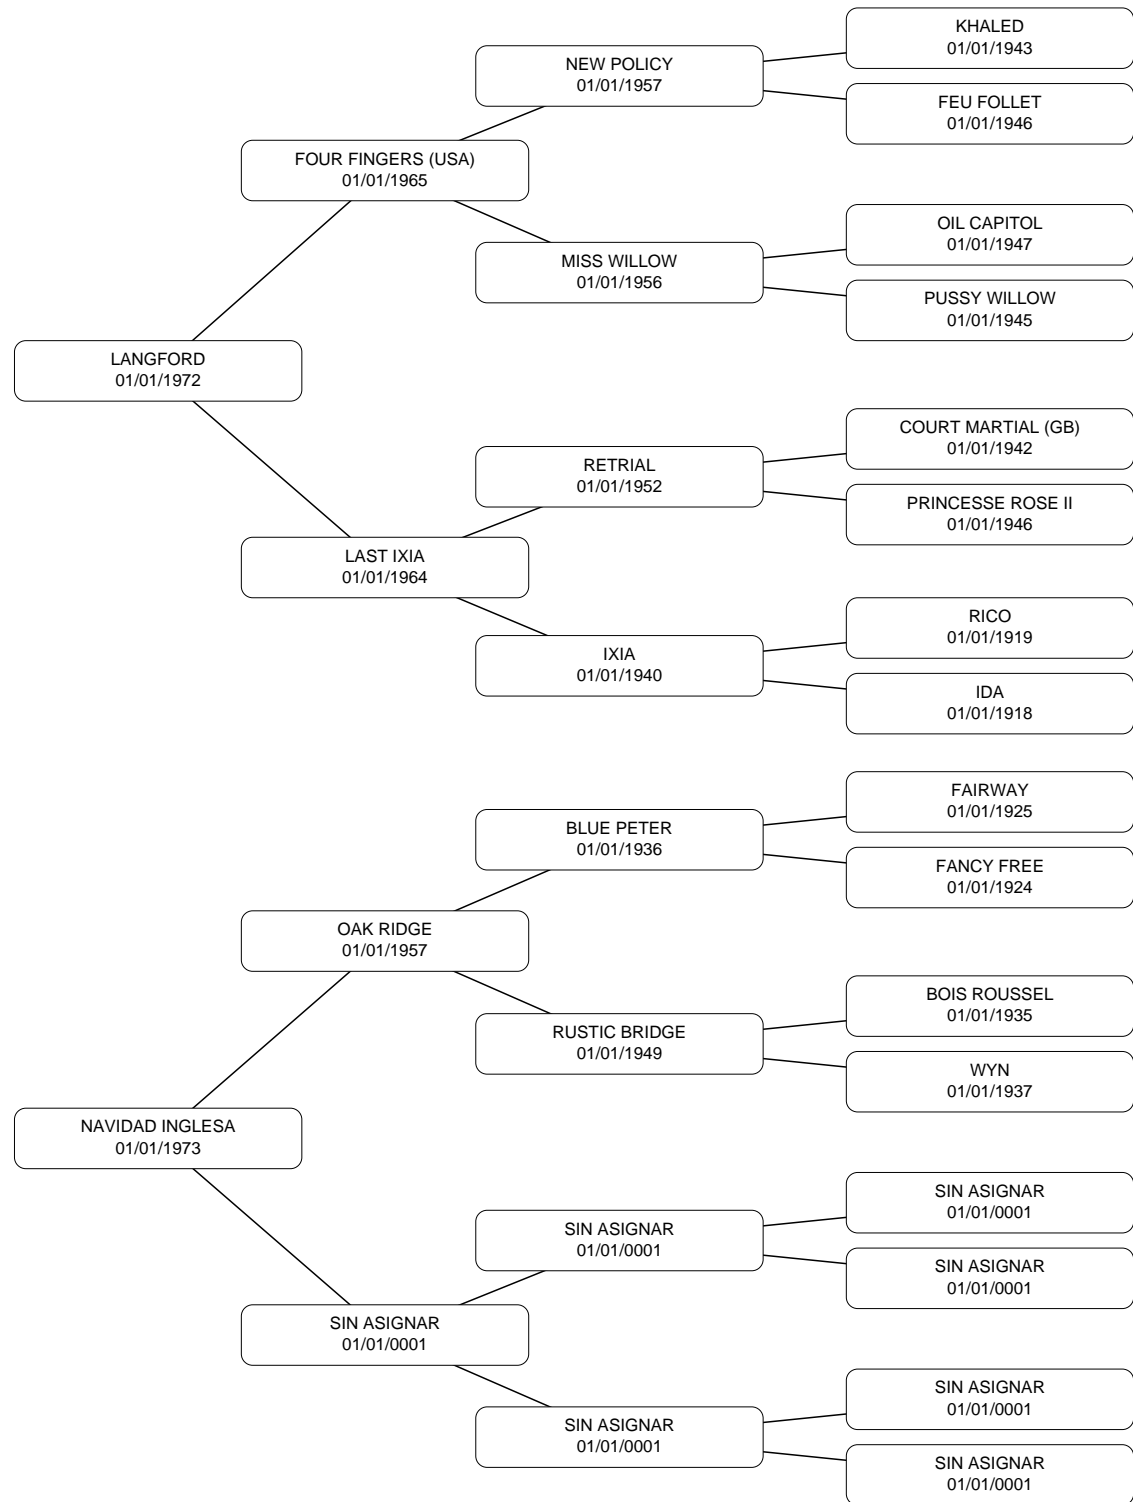 KHALED
01/01/1943
NEW POLICY
01/01/1957
FEU FOLLET
01/01/1946
FOUR FINGERS (USA)
01/01/1965
OIL CAPITOL
01/01/1947
MISS WILLOW
01/01/1956
PUSSY WILLOW
01/01/1945
LANGFORD
01/01/1972
COURT MARTIAL (GB)
01/01/1942
RETRIAL
01/01/1952
PRINCESSE ROSE II
01/01/1946
LAST IXIA
01/01/1964
RICO
01/01/1919
IXIA
01/01/1940
IDA
01/01/1918
FAIRWAY
01/01/1925
BLUE PETER
01/01/1936
FANCY FREE
01/01/1924
OAK RIDGE
01/01/1957
BOIS ROUSSEL
01/01/1935
RUSTIC BRIDGE
01/01/1949
WYN
01/01/1937
NAVIDAD INGLESA
01/01/1973
SIN ASIGNAR
01/01/0001
SIN ASIGNAR
01/01/0001
SIN ASIGNAR
01/01/0001
SIN ASIGNAR
01/01/0001
SIN ASIGNAR
01/01/0001
SIN ASIGNAR
01/01/0001
SIN ASIGNAR
01/01/0001